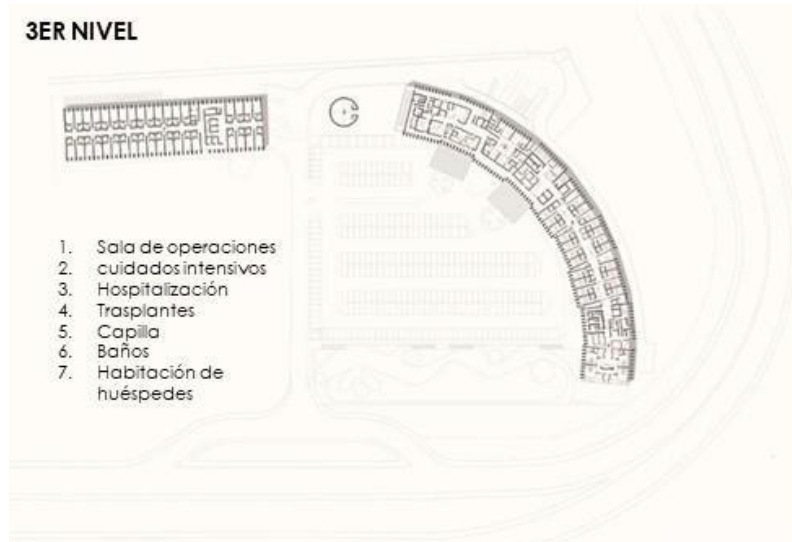 3ER NIVEL
1. Sala de operaciones
2. cuidados intensivos
3. Hospitalización
4. Trasplantes
5. Capilla
6. Baños
7. Habitación de
huéspedes